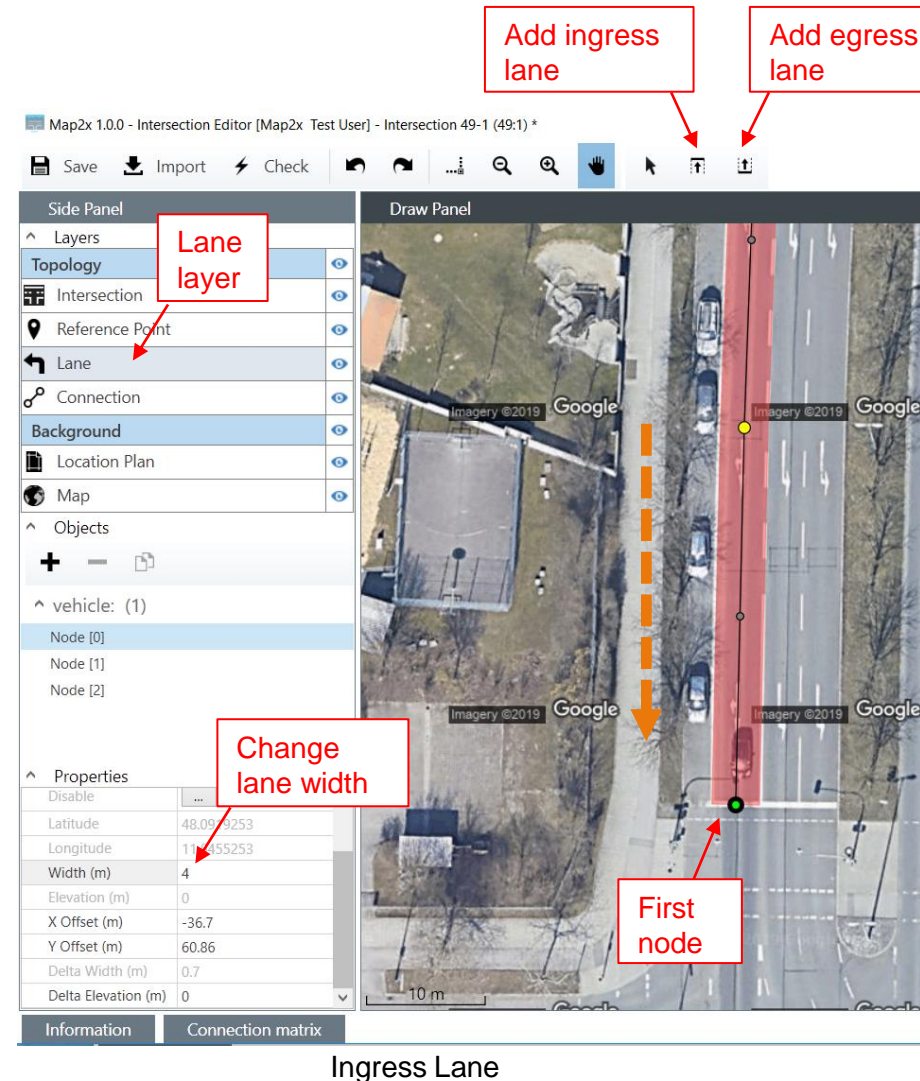 Add ingress
lane
Add egress
lane
Map2x 1.0.0 - Intersection Editor [Map2x Test User] - Intersection 49-1 (49:1) *
Save Import Check
Side Panel
Draw Panel
Layers
Lane
layer
Topology
Intersection
Reference Point
Lane
Connection
Imagery ©2019 Google
Imagery ©2019 Google
Background
Location Plan
Map
Objects
vehicle: (1)
Node [0]
Node [1]
Node [2]
Imagery ©2019 Google
Imagery ©2019 Google
Change
lane width
Properties
Disable ...
Latitude 48.0919253
Longitude
Width (m) 4
Elevation (m) 0
X Offset (m) -36.7
Y Offset (m) 60.86
Delta Width (m) 0.7
Delta Elevation (m) 0
First
node
10 m
Information Connection matrix
Ingress Lane